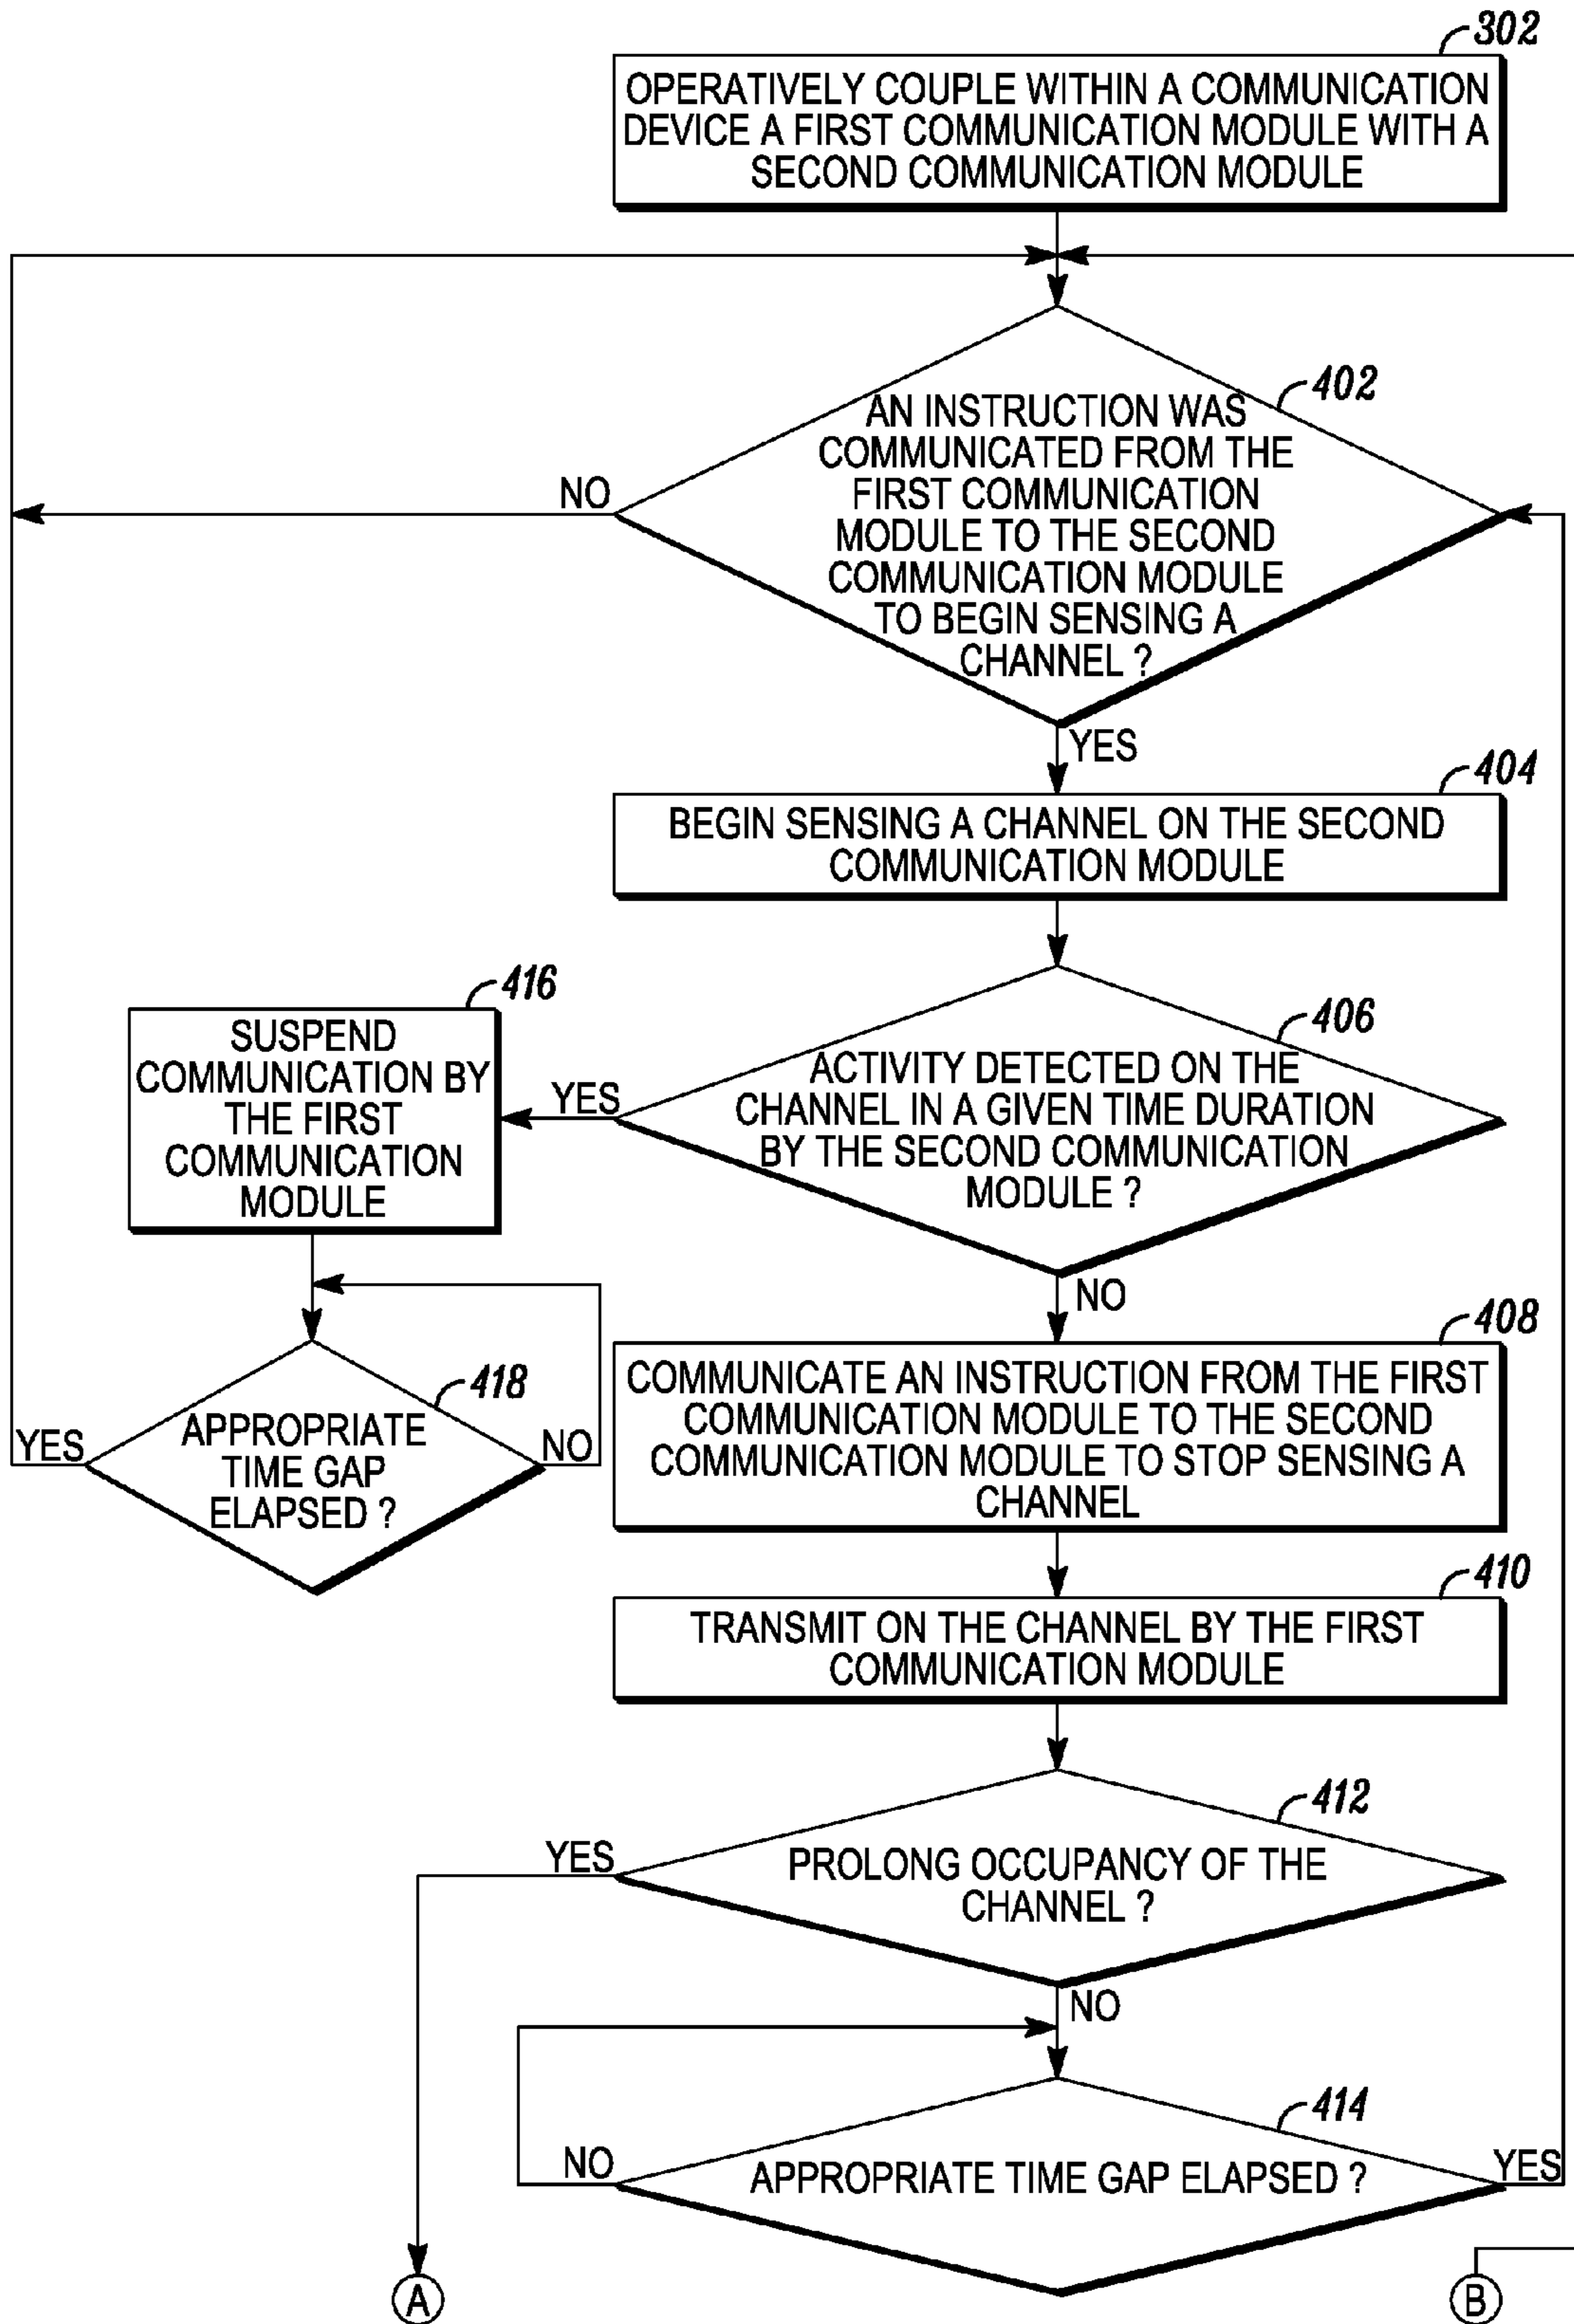 302
OPERATIVELY COUPLE WITHIN A COMMUNICATION
DEVICE A FIRST COMMUNICATION MODULE WITH A
SECOND COMMUNICATION MODULE
402
AN INSTRUCTION WAS
COMMUNICATED FROM THE
FIRST COMMUNICATION
MODULE TO THE SECOND
COMMUNICATION MODULE
TO BEGIN SENSING A
CHANNEL ?
NO
YES
404
BEGIN SENSING A CHANNEL ON THE SECOND
COMMUNICATION MODULE
406
ACTIVITY DETECTED ON THE
CHANNEL IN A GIVEN TIME DURATION
BY THE SECOND COMMUNICATION
MODULE ?
YES
NO
416
SUSPEND
COMMUNICATION BY
THE FIRST
COMMUNICATION
MODULE
418
APPROPRIATE
TIME GAP
ELAPSED ?
YES
NO
408
COMMUNICATE AN INSTRUCTION FROM THE FIRST
COMMUNICATION MODULE TO THE SECOND
COMMUNICATION MODULE TO STOP SENSING A
CHANNEL
410
TRANSMIT ON THE CHANNEL BY THE FIRST
COMMUNICATION MODULE
412
PROLONG OCCUPANCY OF THE
CHANNEL ?
YES
NO
414
APPROPRIATE TIME GAP ELAPSED ?
NO
YES
A
B